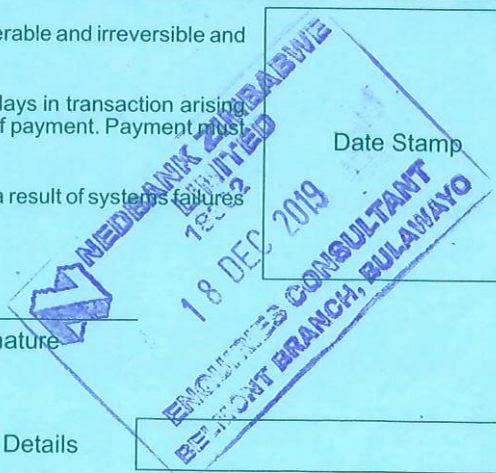 erable and irreversible and
lays in transaction arising
f payment. Payment must
a result of systems failures
Date Stamp
NEDBANK ZIMBABWE
LIMITED
18 DEC 2019
ENQUIRIES CONSULTANT
BELMONT BRANCH, BULAWAYO
nature
Details